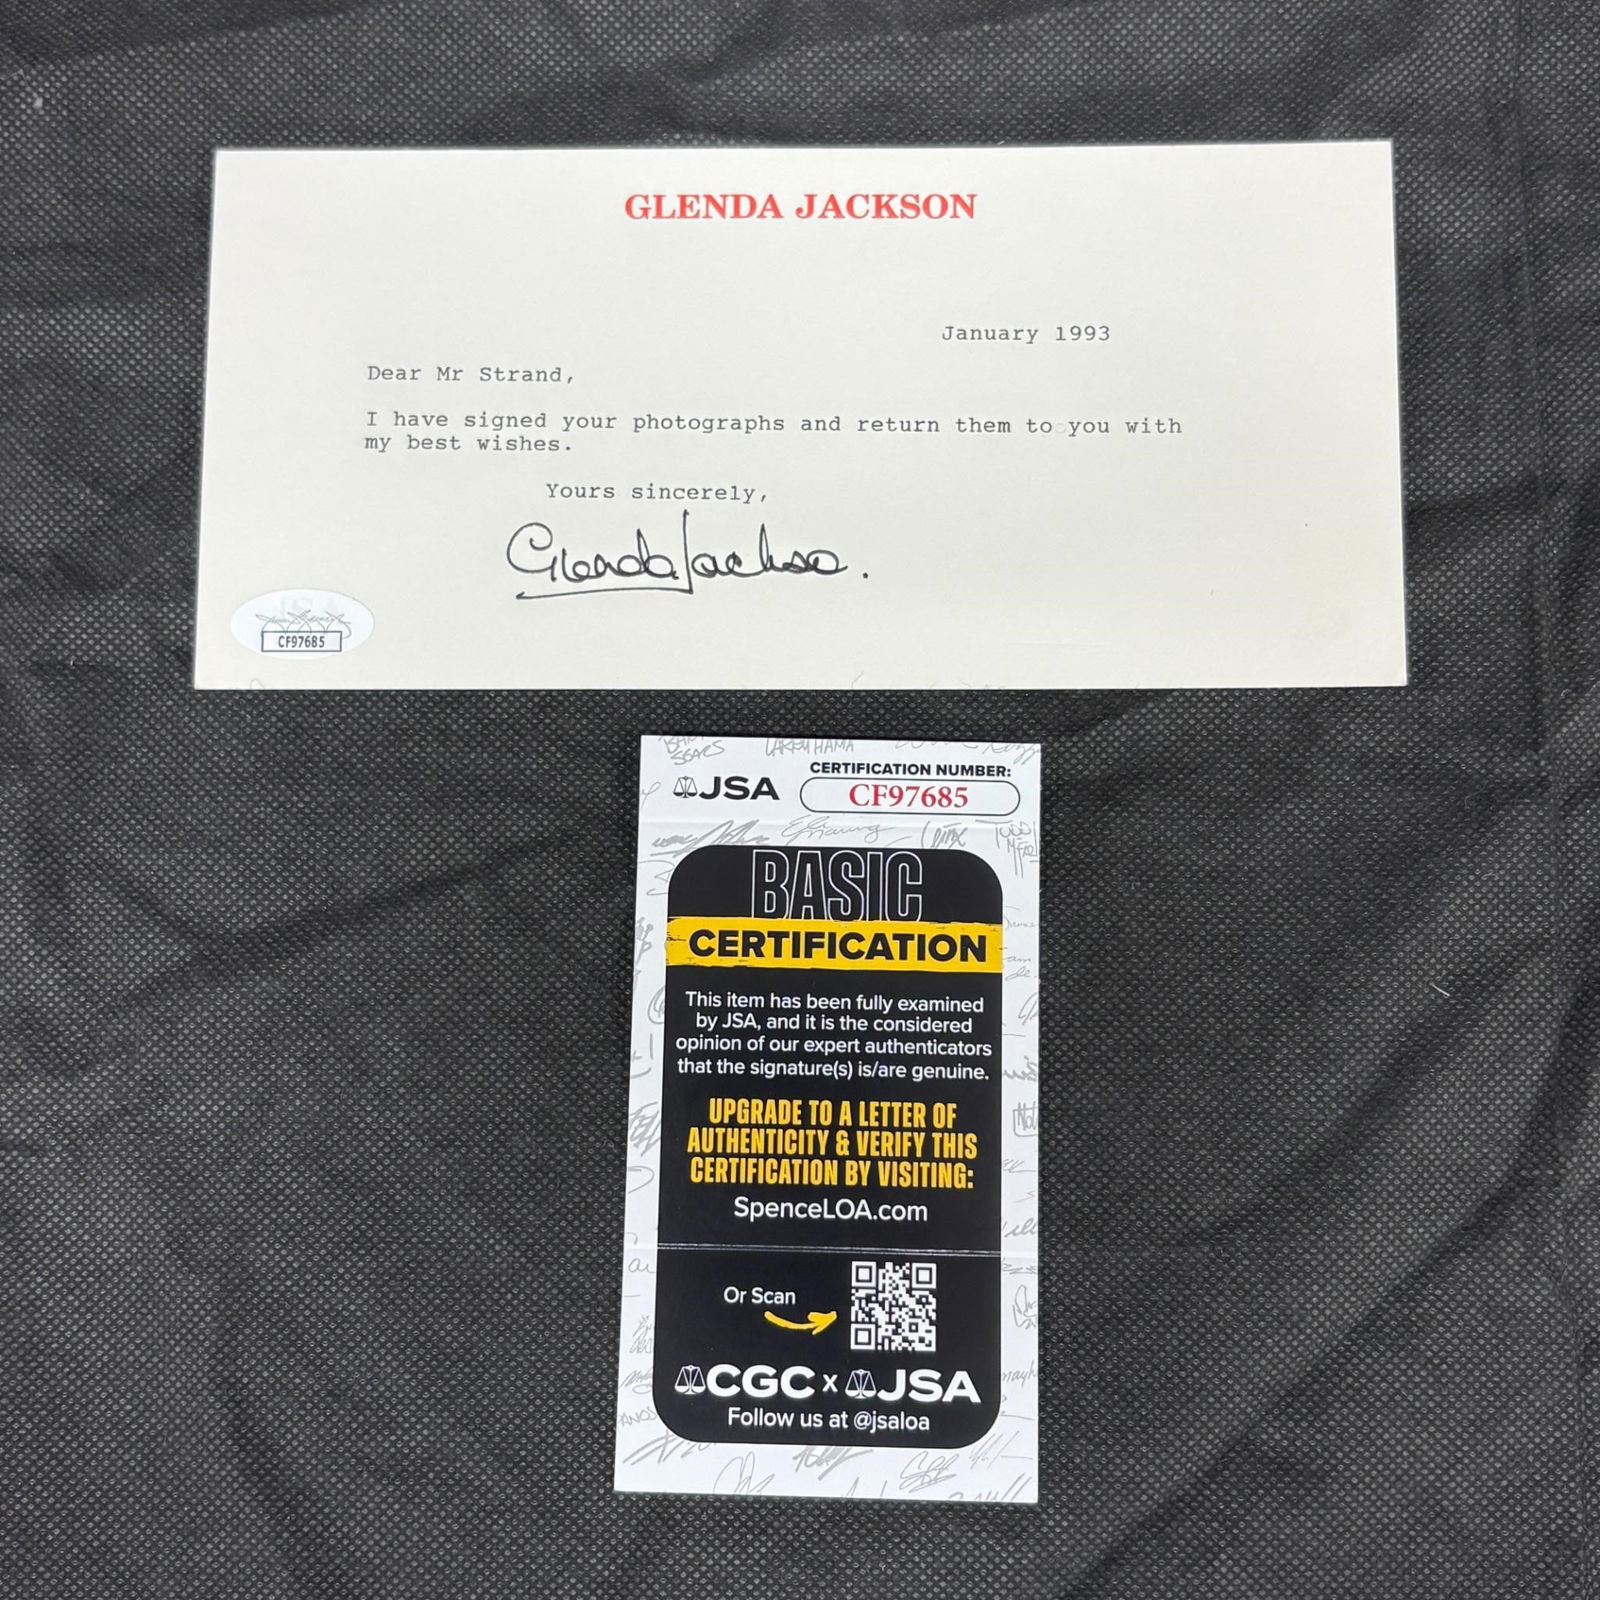 GLENDA JACKSON
January 1993
Dear Mr Strand,
I have signed your photographs and return them to you with
my best wishes.
Yours sincerely,
Glenda Jackson.
JSA
CF97685
JSA
CERTIFICATION NUMBER:
CF97685
BASIC
CERTIFICATION
This item has been fully examined
by JSA, and it is the considered
opinion of our expert authenticators
that the signature(s) is/are genuine.
UPGRADE TO A LETTER OF
AUTHENTICITY & VERIFY THIS
CERTIFICATION BY VISITING:
SpenceLOA.com
Or Scan
CGC x JSA
Follow us at @jsaloa